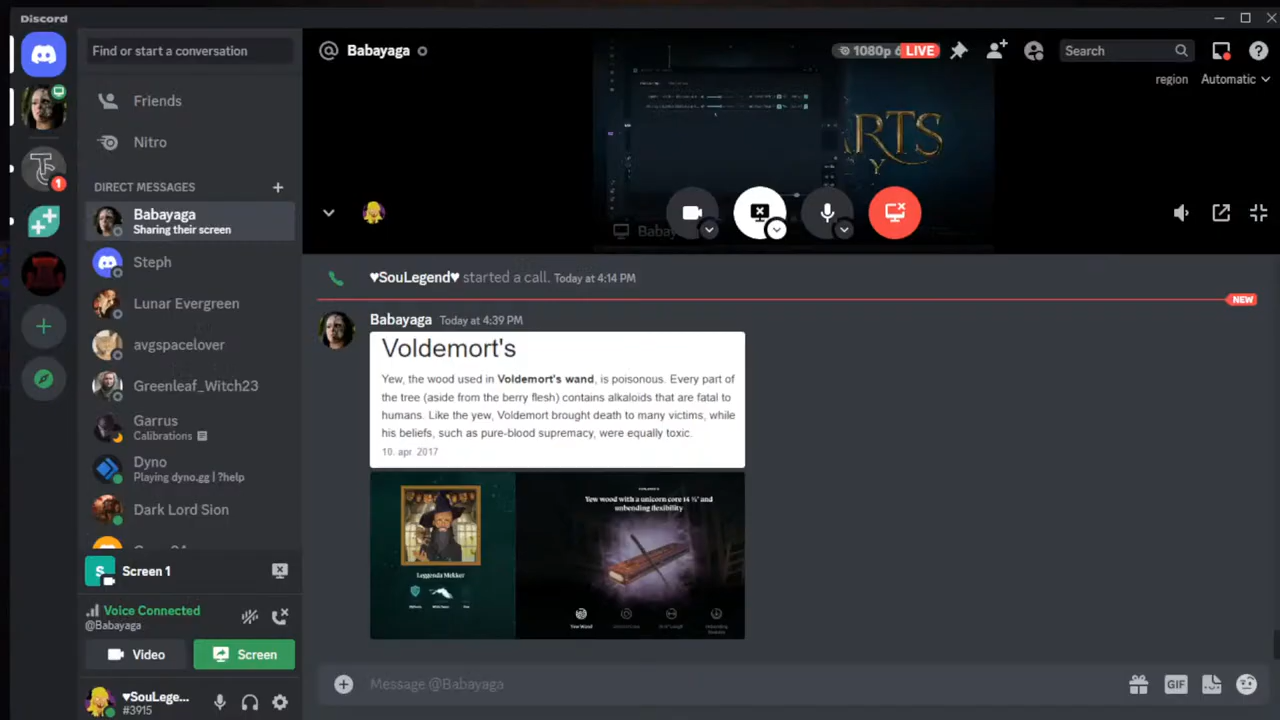 Discord
Find or start a conversation
Friends
Nitro
DIRECT MESSAGES
Babayaga
Sharing their screen
Steph
Lunar Evergreen
avgspacelover
Greenleaf_Witch23
Garrus
Calibrations
Dyno
Playing dyno.gg | ?help
Dark Lord Sion
S
Screen 1
Voice Connected
@Babayaga
Video
Screen
♥SouLege...
#3915
1
@ Babayaga
1080p 6
LIVE
Search
region
Automatic
ARTS
Y
Babay
♥SouLegend♥ started a call. Today at 4:14 PM
NEW
Babayaga Today at 4:39 PM
Voldemort's
Yew, the wood used in Voldemort's wand, is poisonous. Every part of
the tree (aside from the berry flesh) contains alkaloids that are fatal to
humans. Like the yew, Voldemort brought death to many victims, while
his beliefs, such as pure-blood supremacy, were equally toxic.
10. apr. 2017
Yew wood with a unicorn core 14 ½" and
unbending flexibility
Yew Wand
Message @Babayaga
GIF